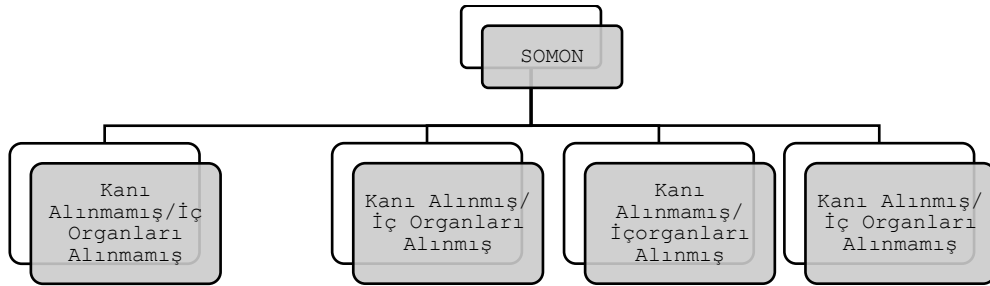 SOMON
Kanı
Alınmamış/İç
Organları
Alınmamış
Kanı Alınmış/
İç Organları
Alınmış
Kanı
Alınmamış/
İçorganları
Alınmış
Kanı Alınmış/
İç Organları
Alınmamış